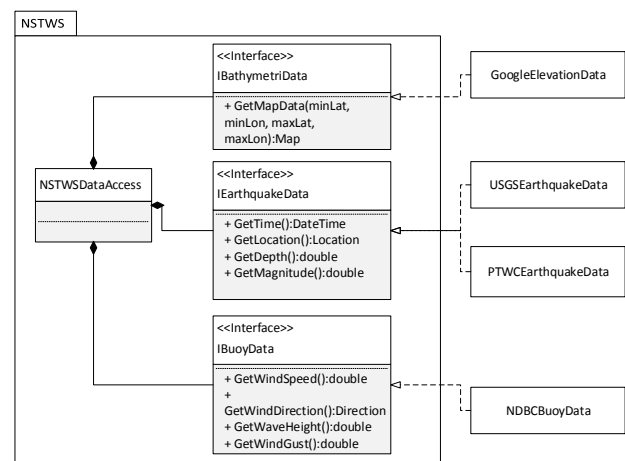 NSTWS
<<Interface>>
IBathymetriData
+ GetMapData(minLat,
minLon, maxLat,
maxLon):Map
GoogleElevationData
NSTWSDataAccess
<<Interface>>
IEarthquakeData
+ GetTime():DateTime
+ GetLocation():Location
+ GetDepth():double
+ GetMagnitude():double
USGSEarthquakeData
PTWCEarthquakeData
<<Interface>>
IBuoyData
+ GetWindSpeed():double
+
GetWindDirection():Direction
+ GetWaveHeight():double
+ GetWindGust():double
NDBCBuoyData